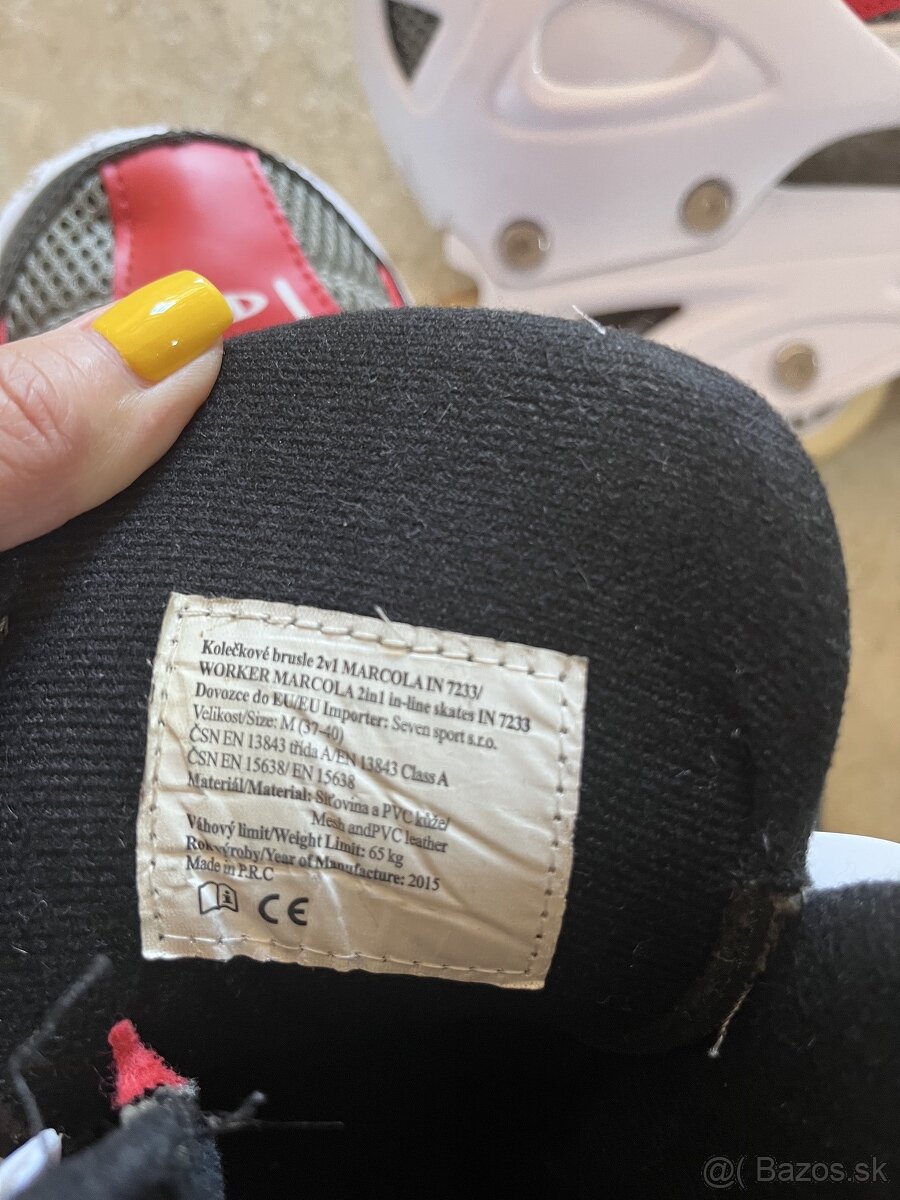 Kolečkové brusle 2v1 MARCOLA IN 7233/
WORKER MARCOLA 2in1 in-line skates IN 7233
Dovozce do EU/EU Importer: Seven sport s.r.o.
Velikost/Size: M (37-40)
ČSN EN 13843 třída A/EN 13843 Class A
ČSN EN 15638/ EN 15638
Materiál/Material: Síťovina a PVC kůže/
Mesh andPVC leather
Váhový limit/Weight Limit: 65 kg
Rok výroby/Year of Manufacture: 2015
Made in P.R.C
CE
@( Bazos.sk